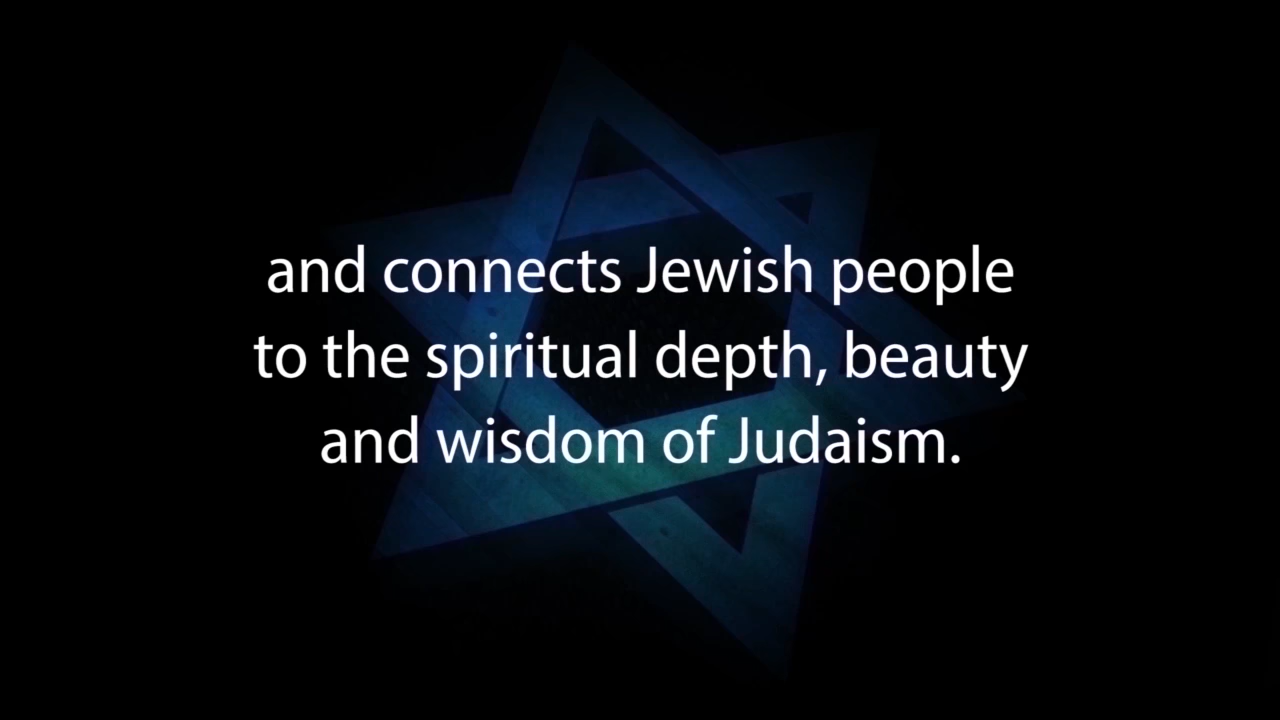 and connects Jewish people
to the spiritual depth, beauty
and wisdom of Judaism.